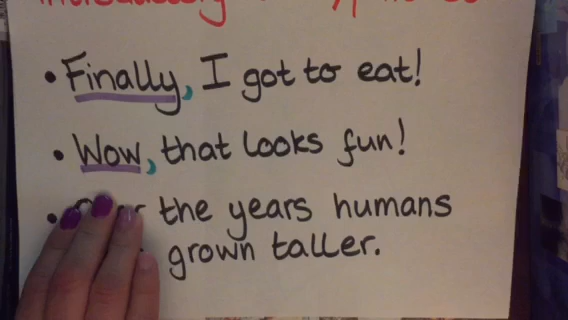 • Finally, I got to eat!
• Wow, that looks fun!
• the years humans
grown taller.